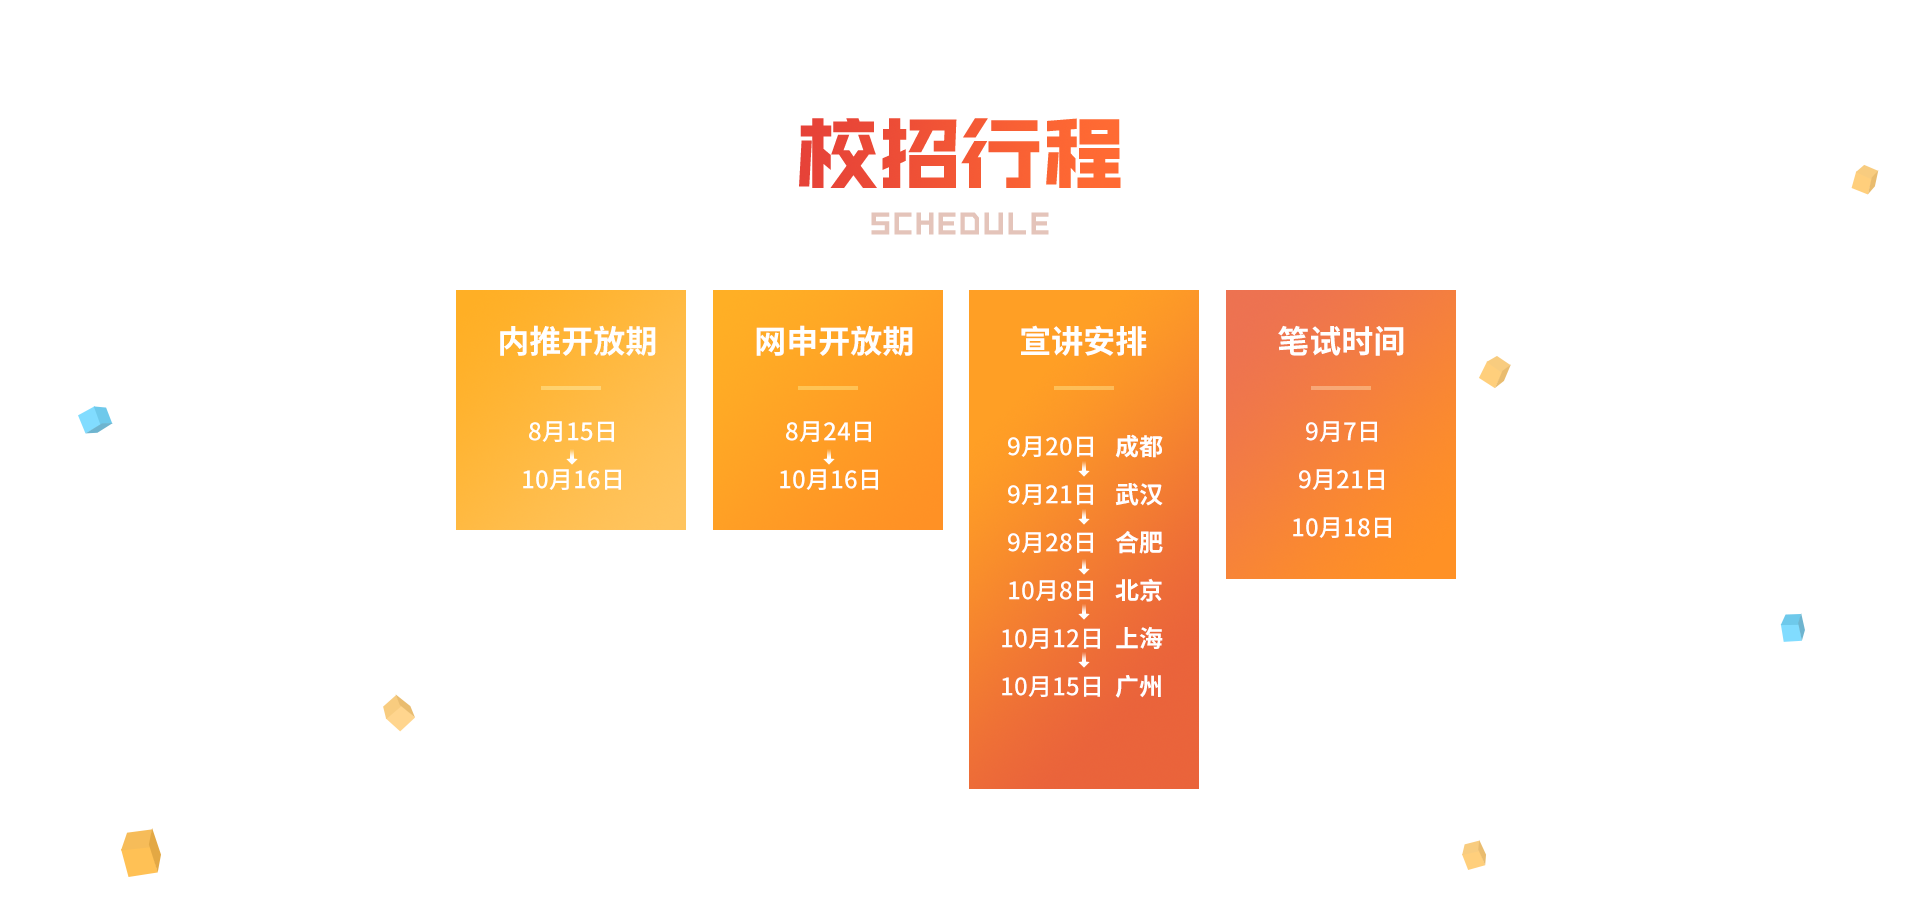 校招行程
SCHEDULE
内推开放期
8月15日
10月16日
网申开放期
8月24日
10月16日
宣讲安排
9月20日 成都
9月21日 武汉
9月28日 合肥
10月8日 北京
10月12日 上海
10月15日 广州
笔试时间
9月7日
9月21日
10月18日